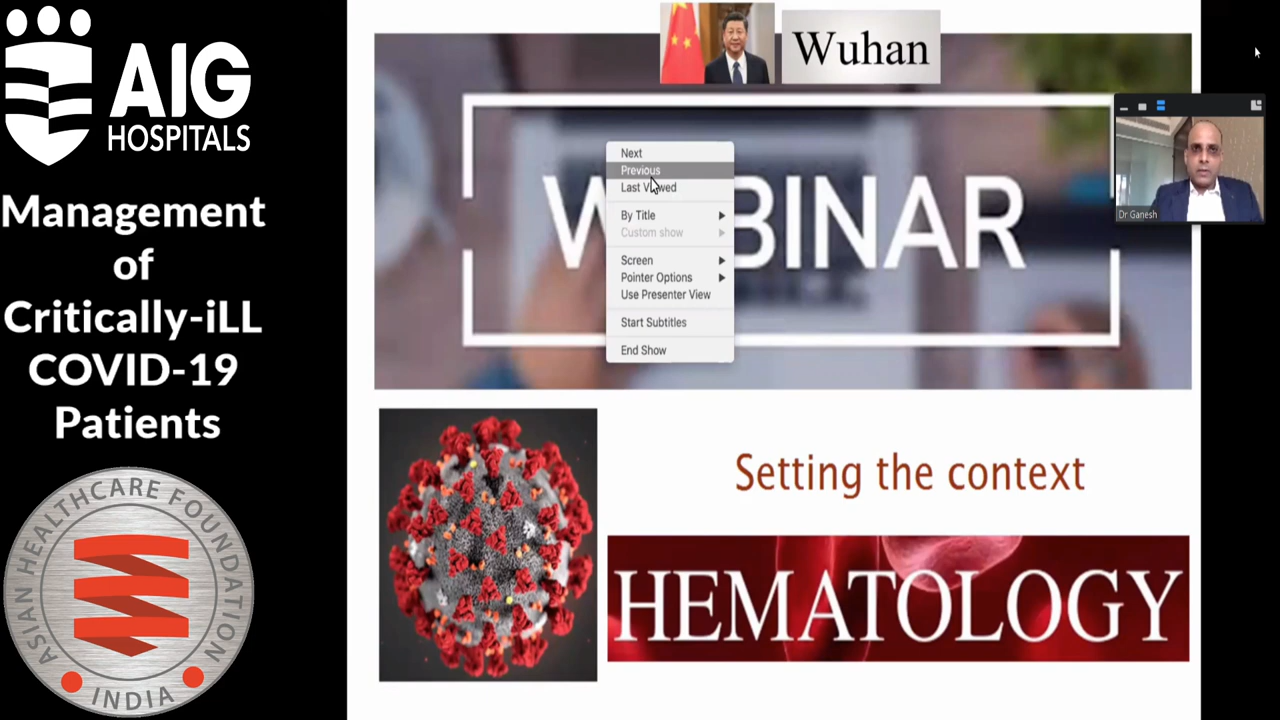 AIG
HOSPITALS
Management
of
Critically-iLL
COVID-19
Patients
ASIAN HEALTHCARE FOUNDATION
INDIA
Wuhan
W BINAR
Next
Previous
Last Viewed
By Title
Custom show
Screen
Pointer Options
Use Presenter View
Start Subtitles
End Show
Dr Ganesh
Setting the context
HEMATOLOGY